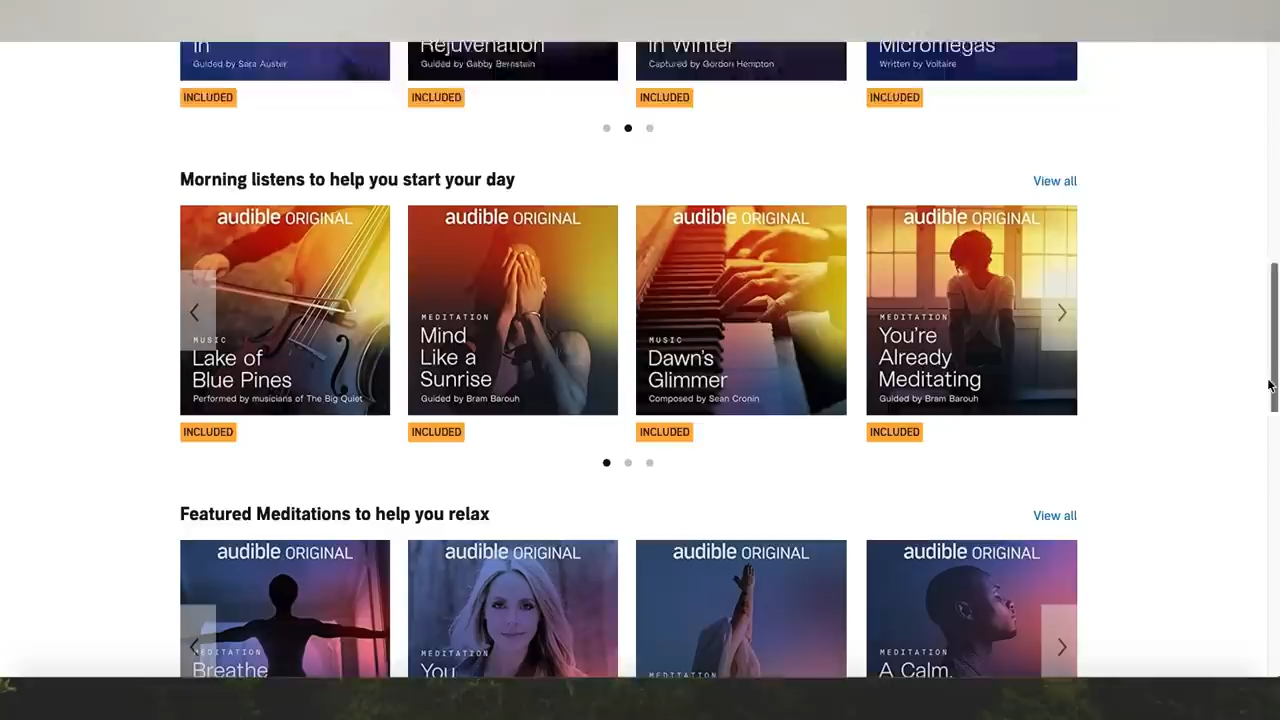 In
Rejuvenation
in Winter
Micromegas
Guided by Sara Auster
Guided by Gabby Bernstein
Captured by Gordon Hempton
Written by Voltaire
INCLUDED
INCLUDED
INCLUDED
INCLUDED
Morning listens to help you start your day
View all
audible ORIGINAL
MUSIC
Lake of
Blue Pines
Performed by musicians of The Big Quiet
audible ORIGINAL
MEDITATION
Mind
Like a
Sunrise
Guided by Bram Barouh
audible ORIGINAL
MUSIC
Dawn's
Glimmer
Composed by Sean Cronin
audible ORIGINAL
MEDITATION
You're
Already
Meditating
Guided by Bram Barouh
INCLUDED
INCLUDED
INCLUDED
INCLUDED
Featured Meditations to help you relax
View all
audible ORIGINAL
MEDITATION
Breathe
audible ORIGINAL
MEDITATION
You
audible ORIGINAL
MEDITATION
audible ORIGINAL
MEDITATION
A Calm,